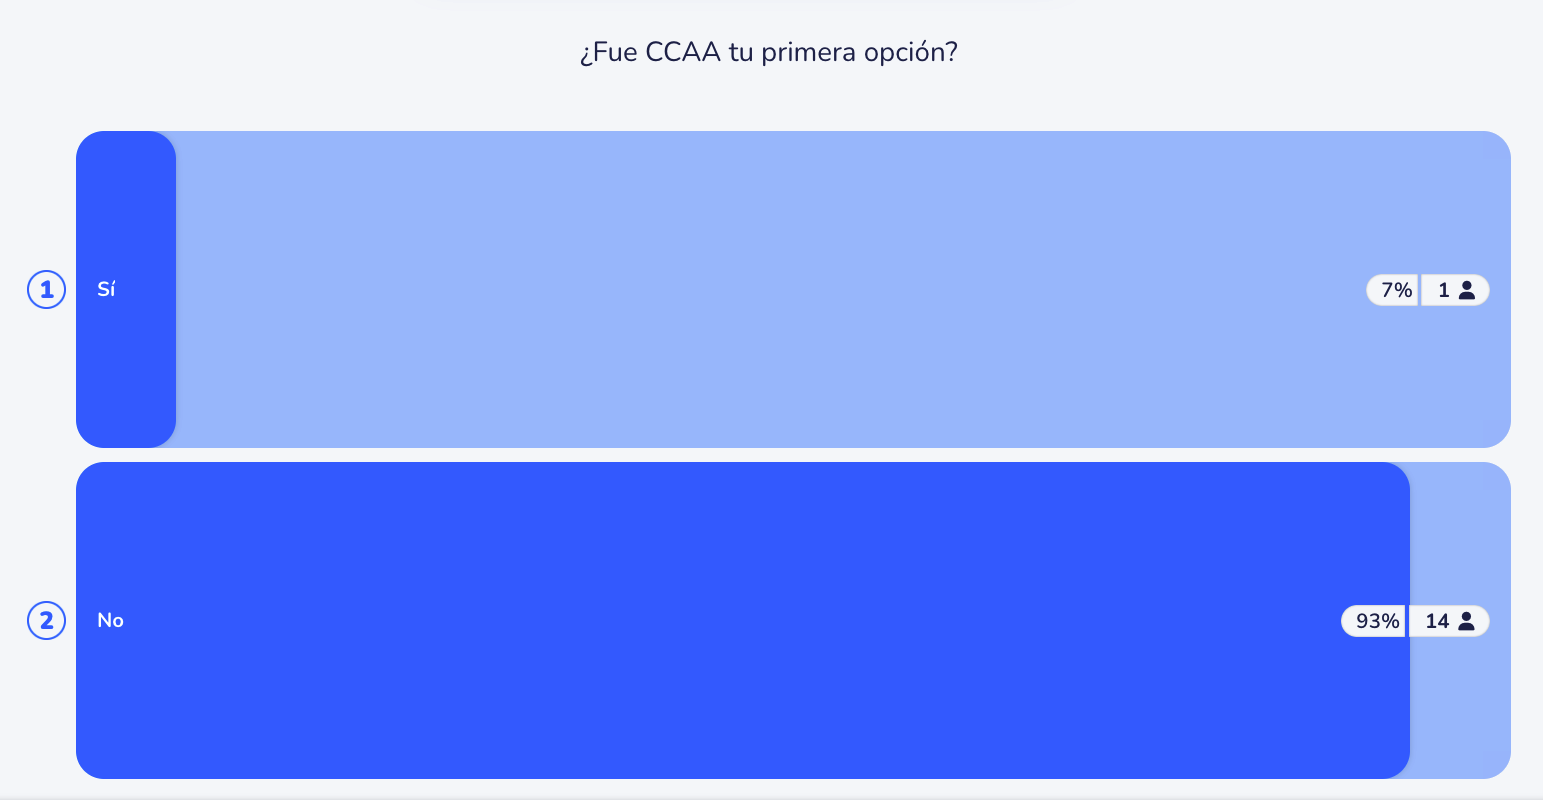 ¿Fue CCAA tu primera opción?
1 Sí 7% 1
2 No 93% 14